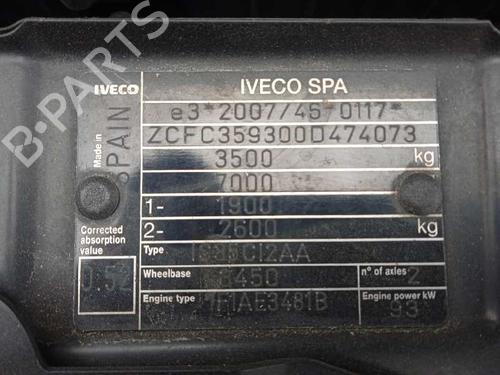 IVECO
IVECO SPA
Made in
SPAIN
e3*2007/46*0117*
ZCFC359300D474073
3500 kg
7000
1- 1900
2- 2600 kg
Corrected
absorption
value
0.52
Type
Wheelbase 3450 n° of axles 2
Engine type F1AE3481B Engine power kW
93